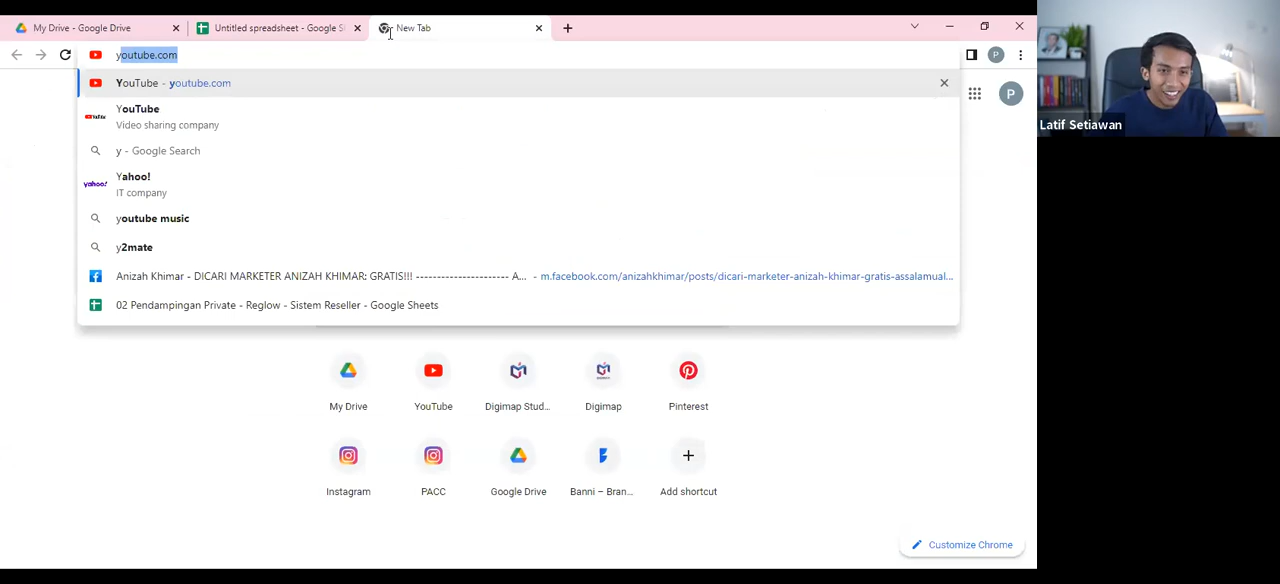 My Drive - Google Drive
Untitled spreadsheet - Google S
New Tab
youtube.com
YouTube - youtube.com
YouTube
Video sharing company
y - Google Search
Yahoo!
IT company
youtube music
y2mate
Anizah Khimar - DICARI MARKETER ANIZAH KHIMAR: GRATIS!!! ---------------------- A... - m.facebook.com/anizahkhimar/posts/dicari-marketer-anizah-khimar-gratis-assalamual...
02 Pendampingan Private - Reglow - Sistem Reseller - Google Sheets
P
P
Latif Setiawan
My Drive
YouTube
Digimap Stud...
Digimap
Pinterest
Instagram
PACC
Google Drive
Banni – Bran...
Add shortcut
Customize Chrome